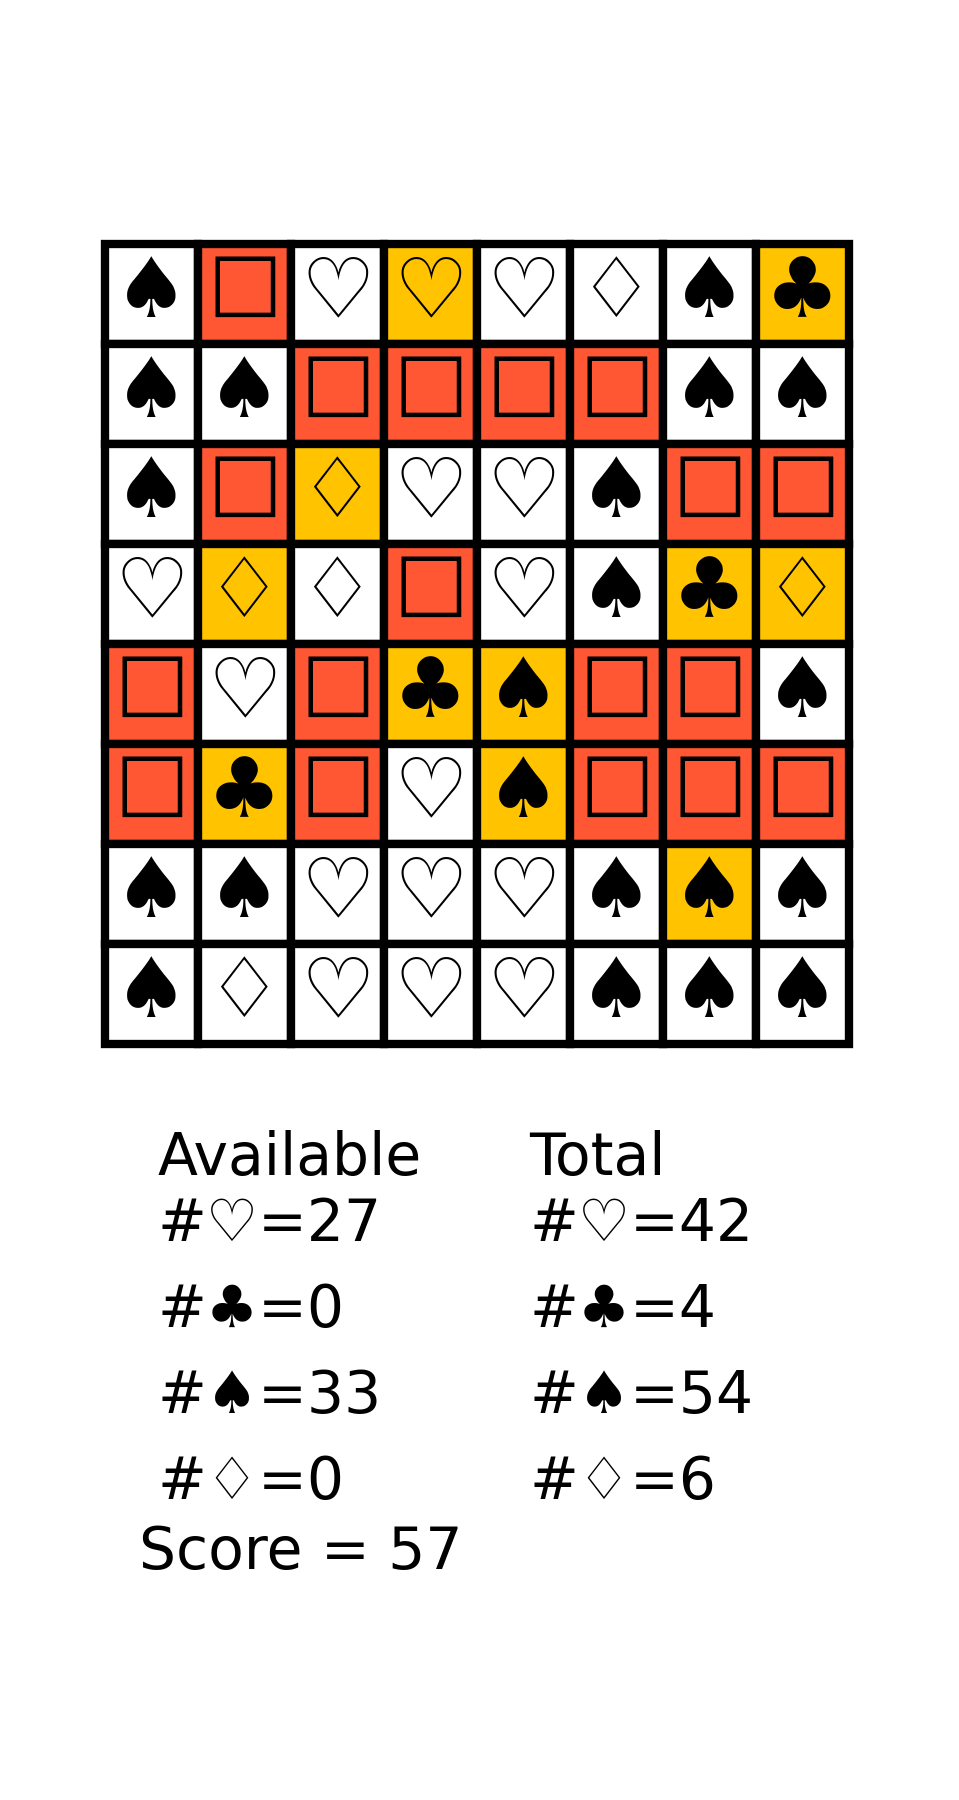 ♠ □ ♡ ♡ ♡ ♢ ♠ ♣
♠ ♠ □ □ □ □ ♠ ♠
♠ □ ♢ ♡ ♡ ♠ □ □
♡ ♢ ♢ □ ♡ ♠ ♣ ♢
□ ♡ □ ♣ ♠ □ □ ♠
□ ♣ □ ♡ ♠ □ □ □
♠ ♠ ♡ ♡ ♡ ♠ ♠ ♠
♠ ♢ ♡ ♡ ♡ ♠ ♠ ♠
Available Total
#♡=27 #♡=42
#♣=0 #♣=4
#♠=33 #♠=54
#♢=0 #♢=6
Score = 57